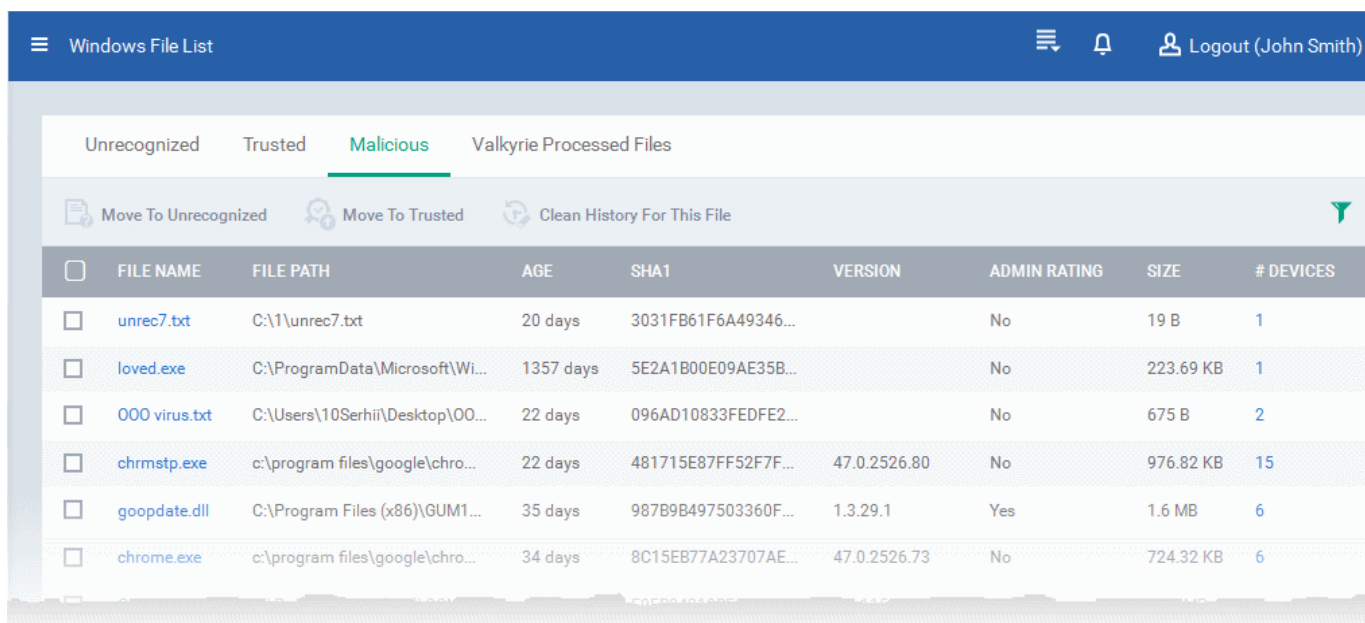 Windows File List
Logout (John Smith)
Unrecognized Trusted Malicious Valkyrie Processed Files
Move To Unrecognized Move To Trusted Clean History For This File
FILE NAME FILE PATH AGE SHA1 VERSION ADMIN RATING SIZE # DEVICES
unrec7.txt C:\1\unrec7.txt 20 days 3031FB61F6A49346... No 19 B 1
loved.exe C:\ProgramData\Microsoft\Wi... 1357 days 5E2A1B00E09AE35B... No 223.69 KB 1
OOO virus.txt C:\Users\10Serhii\Desktop\OO... 22 days 096AD10833FEDFE2... No 675 B 2
chrmstp.exe c:\program files\google\chro... 22 days 481715E87FF52F7F... 47.0.2526.80 No 976.82 KB 15
goopdate.dll C:\Program Files (x86)\GUM1... 35 days 987B9B497503360F... 1.3.29.1 Yes 1.6 MB 6
chrome.exe c:\program files\google\chro... 34 days 8C15EB77A23707AE... 47.0.2526.73 No 724.32 KB 6